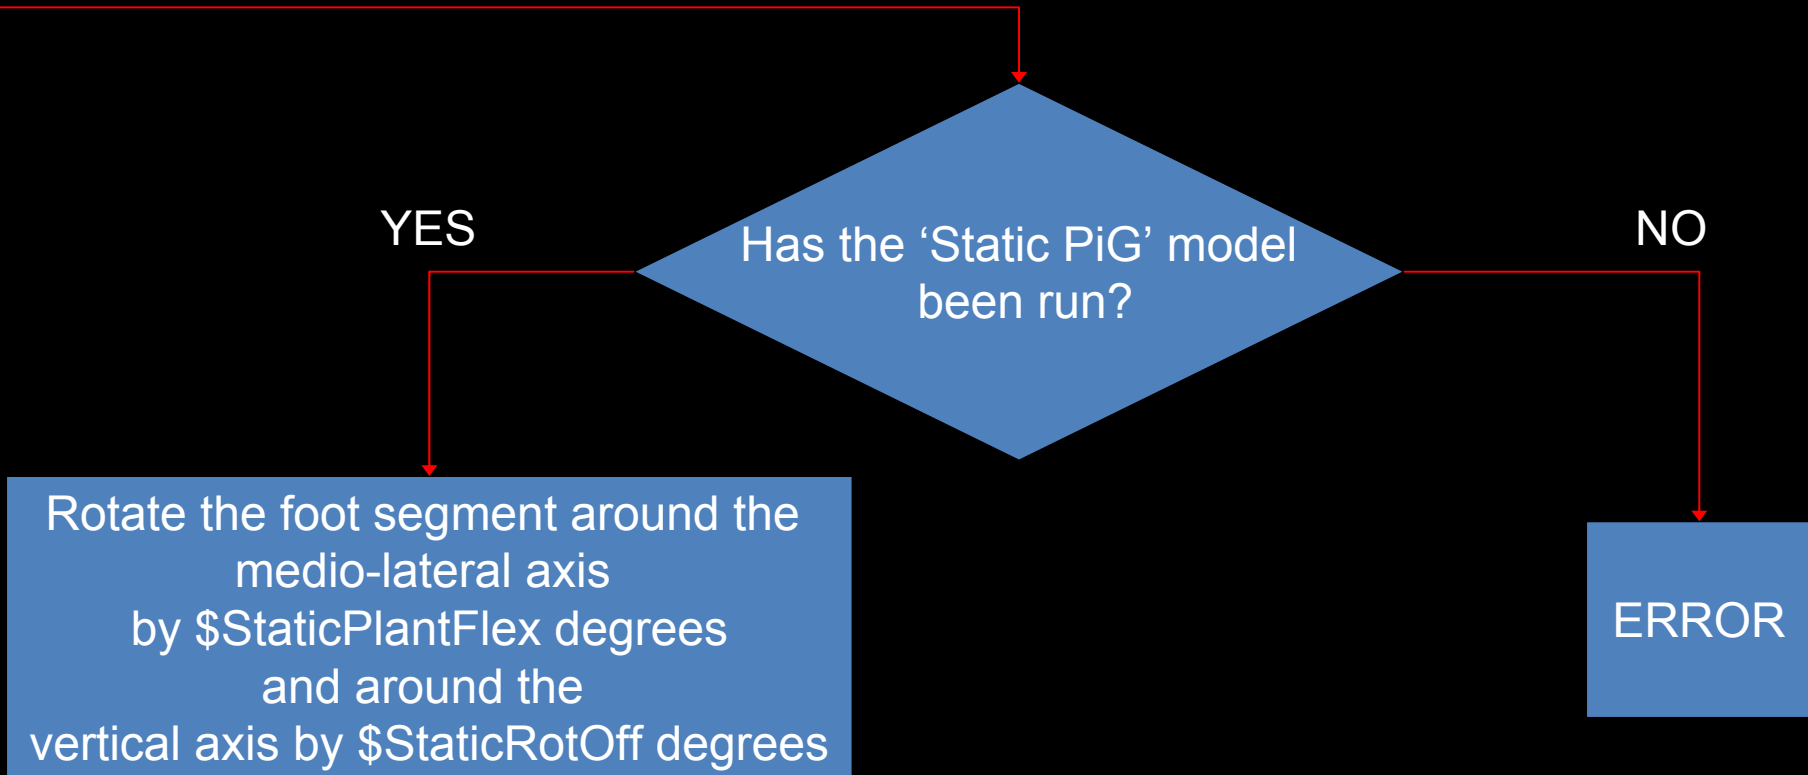 YES
Has the ‘Static PiG’ model
been run?
NO
Rotate the foot segment around the
medio-lateral axis
by $StaticPlantFlex degrees
and around the
vertical axis by $StaticRotOff degrees
ERROR